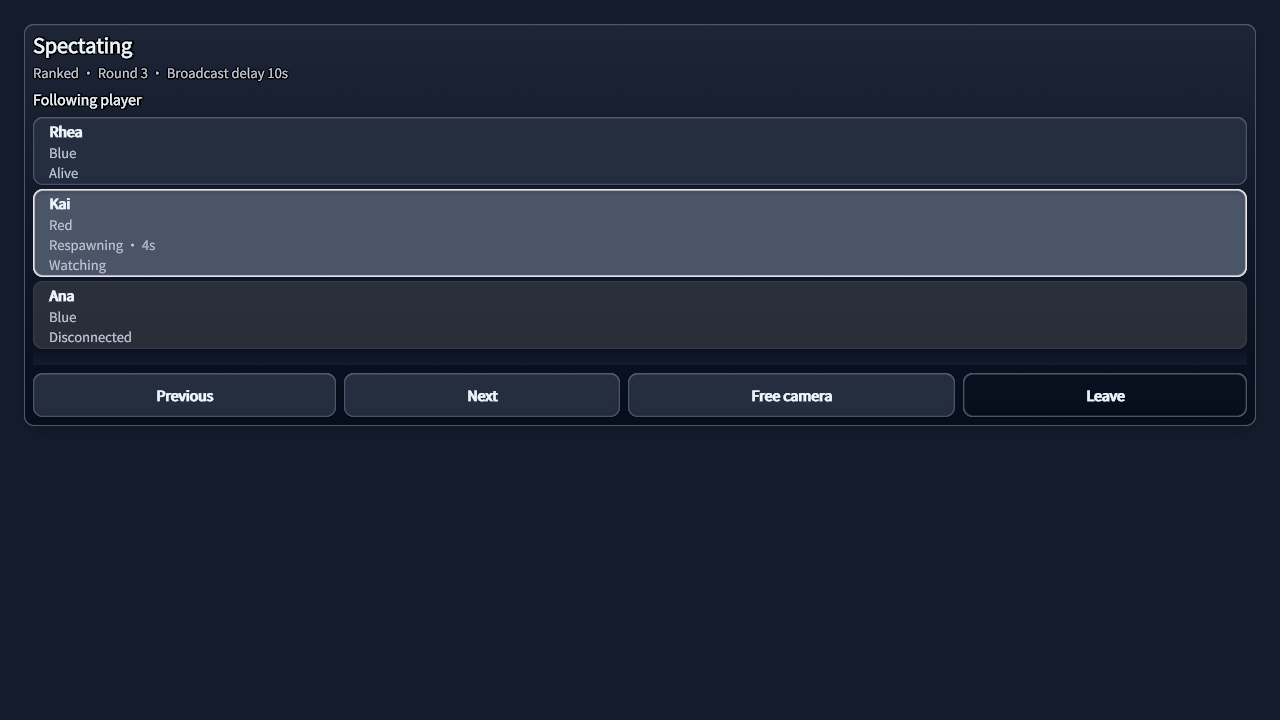 Spectating
Ranked • Round 3 • Broadcast delay 10s
Following player
Rhea
Blue
Alive
Kai
Red
Respawning • 4s
Watching
Ana
Blue
Disconnected
Previous
Next
Free camera
Leave